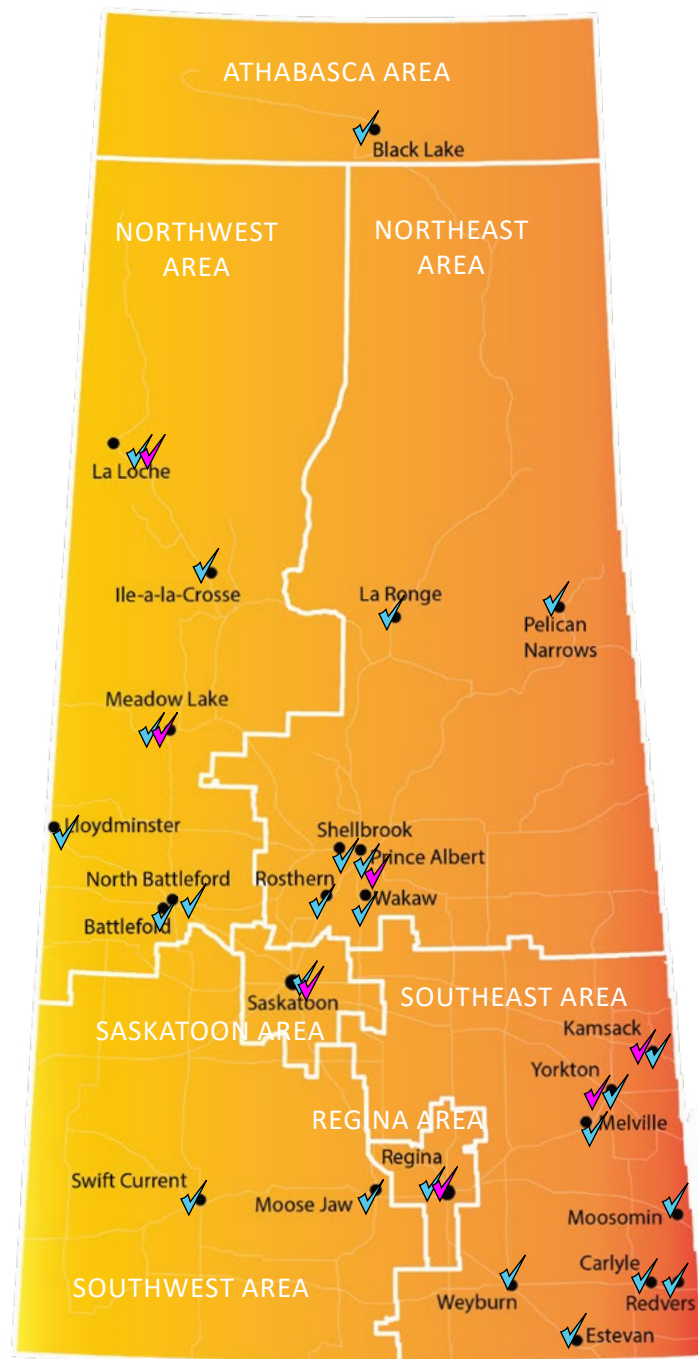 ATHABASCA AREA
Black Lake
NORTHWEST
AREA
NORTHEAST
AREA
La Loche
Ile-a-la-Crosse
La Ronge
Pelican
Narrows
Meadow Lake
Lloydminster
Shellbrook
Prince Albert
North Battleford
Rosthern
Wakaw
Battleford
Saskatoon
SOUTHEAST AREA
SASKATOON AREA
Kamsack
Yorkton
REGINA AREA
Melville
Regina
Swift Current
Moose Jaw
Moosomin
Carlyle
SOUTHWEST AREA
Weyburn
Redvers
Estevan